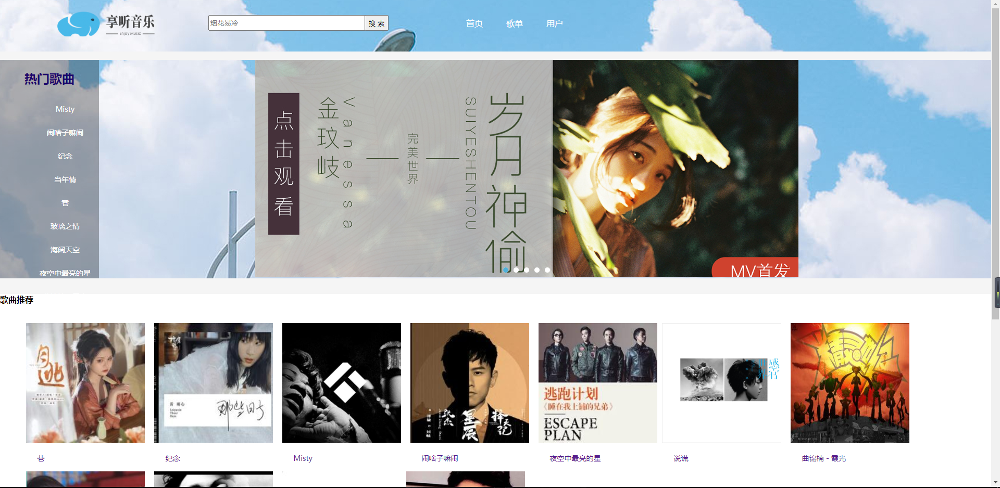 享听音乐
Enjoy Music
烟花易冷
搜 索
首页
歌单
用户
热门歌曲
Misty
闹啥子嘛闹
纪念
当年情
巷
玻璃之情
海阔天空
夜空中最亮的星
点击观看
金玟岐
Vanessa
完美世界
SUIYESHENTOU
岁月神偷
MV首发
歌曲推荐
逃跑计划
《睡在我上铺的兄弟》
ESCAPE
PLAN
张杰
星辰
择天记
那些日子
感官
巷
纪念
Misty
闹啥子嘛闹
夜空中最亮的星
说谎
曲锦楠 - 霞光